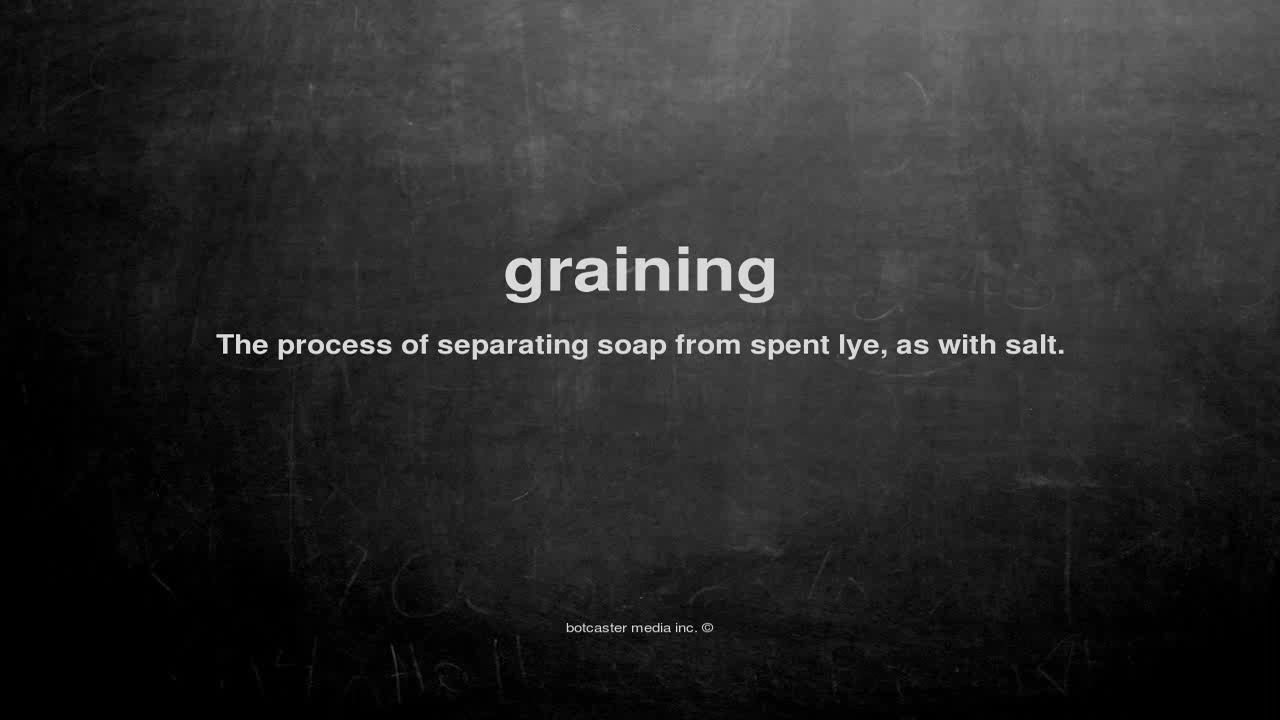 graining
The process of separating soap from spent lye, as with salt.
botcaster media inc. ©